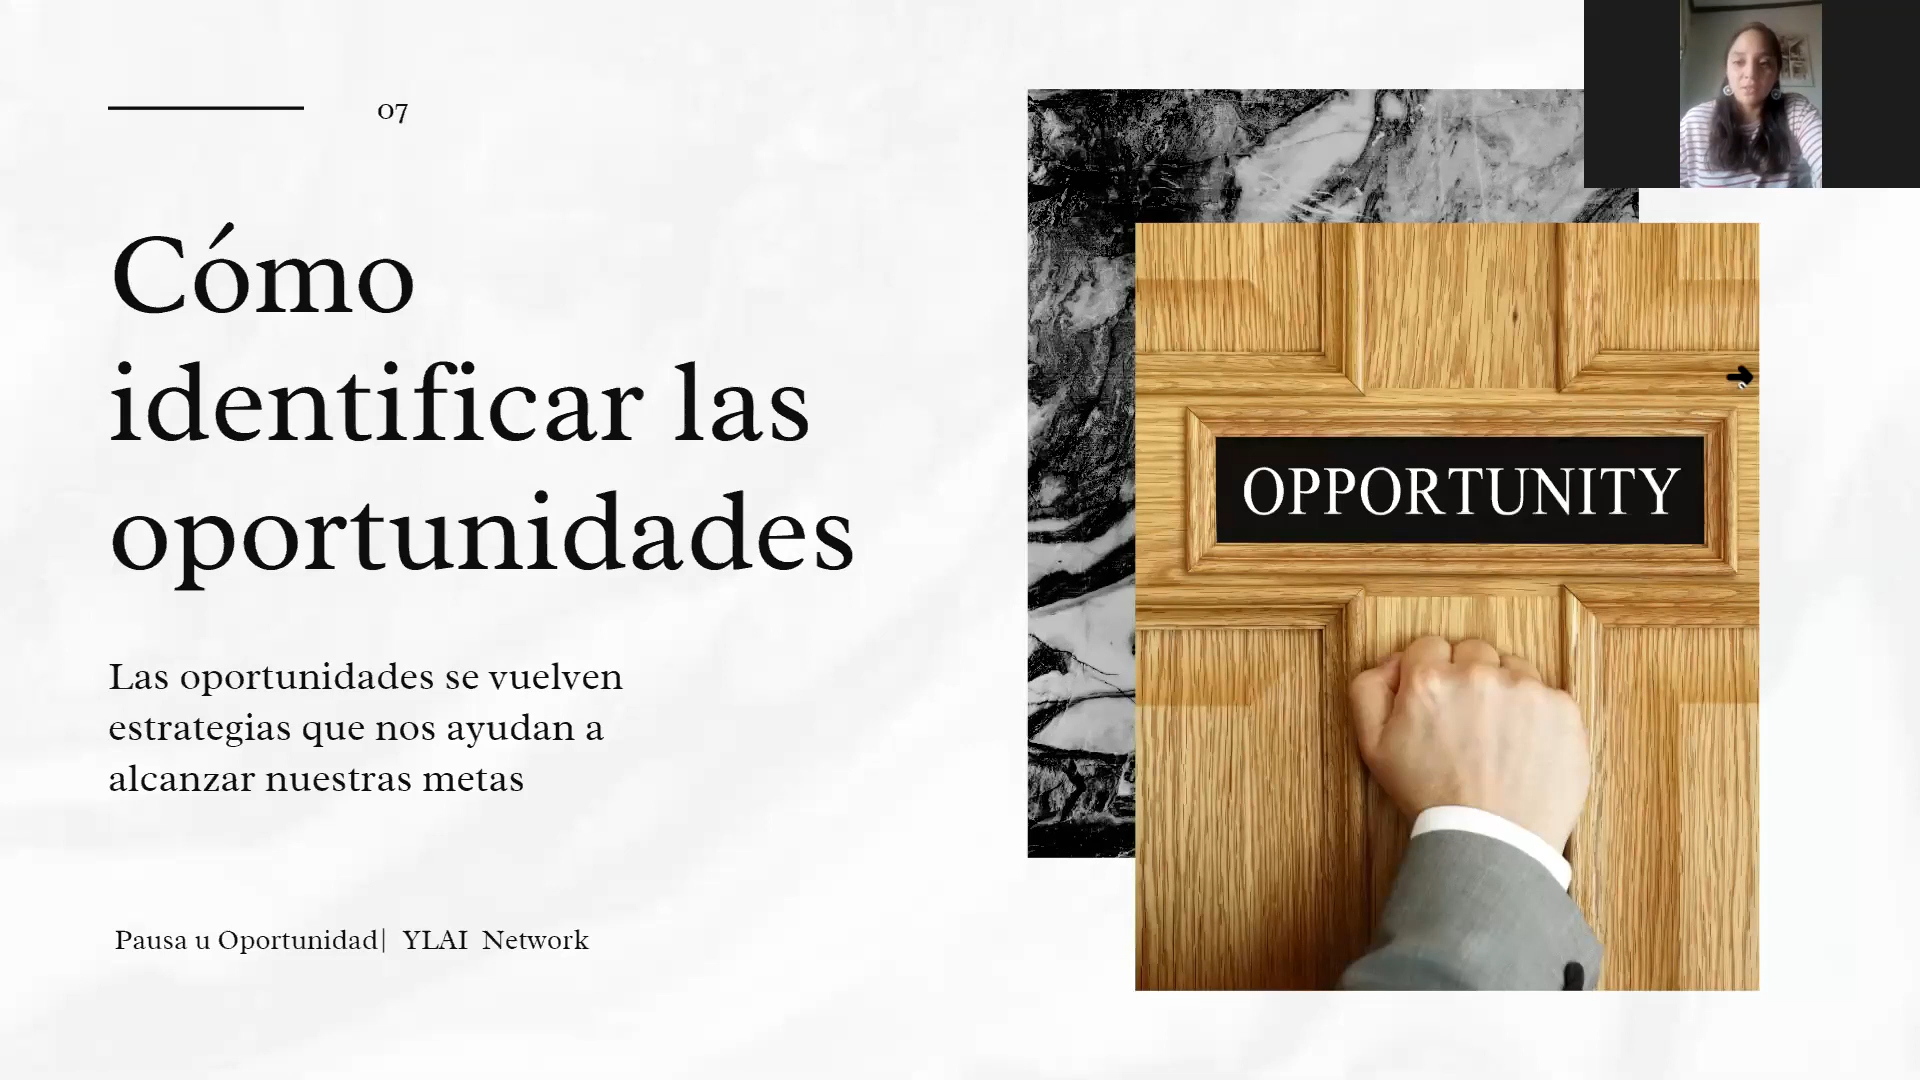 07
Cómo
identificar las
oportunidades
Las oportunidades se vuelven
estrategias que nos ayudan a
alcanzar nuestras metas
Pausa u Oportunidad| YLAI Network
OPPORTUNITY